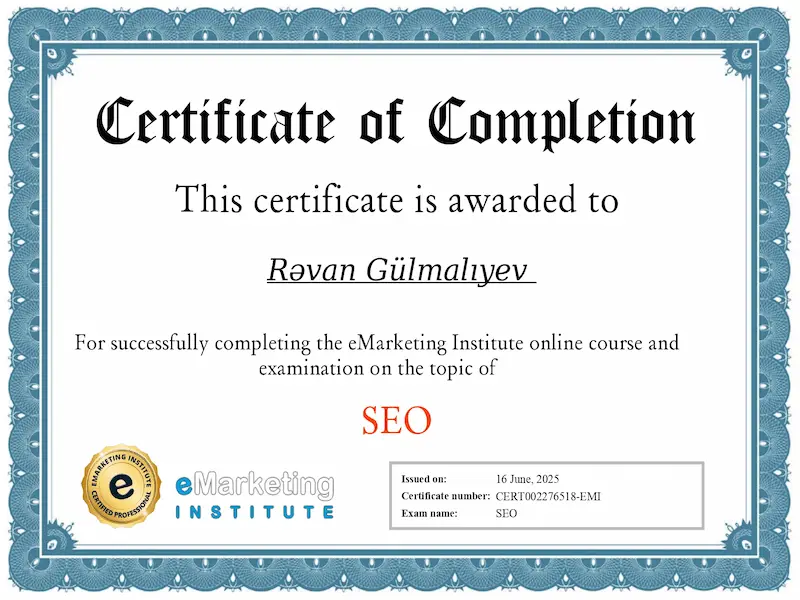 Certificate of Completion
This certificate is awarded to
Rəvan Gülmalıyev
For successfully completing the eMarketing Institute online course and
examination on the topic of
SEO
EMARKETING INSTITUTE
e
CERTIFIED PROFESSIONAL
eMarketing
INSTITUTE
Issued on: 16 June, 2025
Certificate number: CERT002276518-EMI
Exam name: SEO